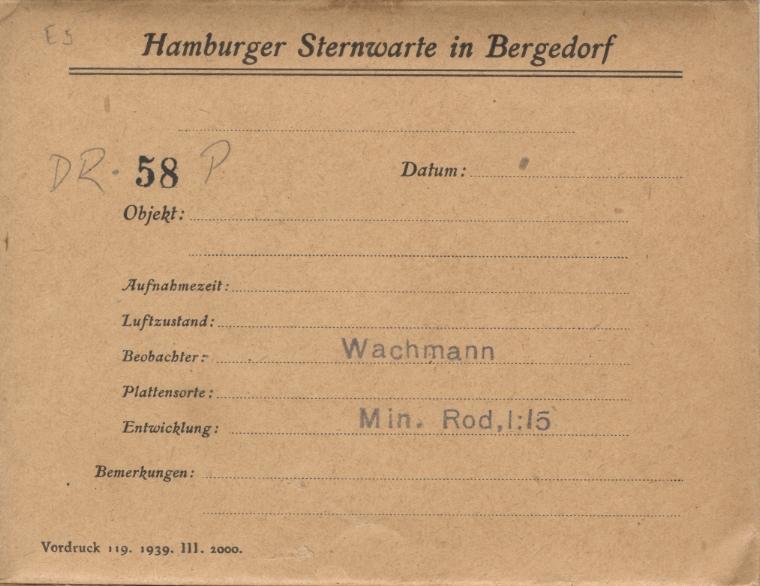 E5
Hamburger Sternwarte in Bergedorf
DR. 58 P
Datum:
Objekt:
Aufnahmezeit:
Luftzustand:
Beobachter: Wachmann
Plattensorte:
Entwicklung: Min. Rod, 1:15
Bemerkungen:
Vordruck 119. 1939. III. 2000.